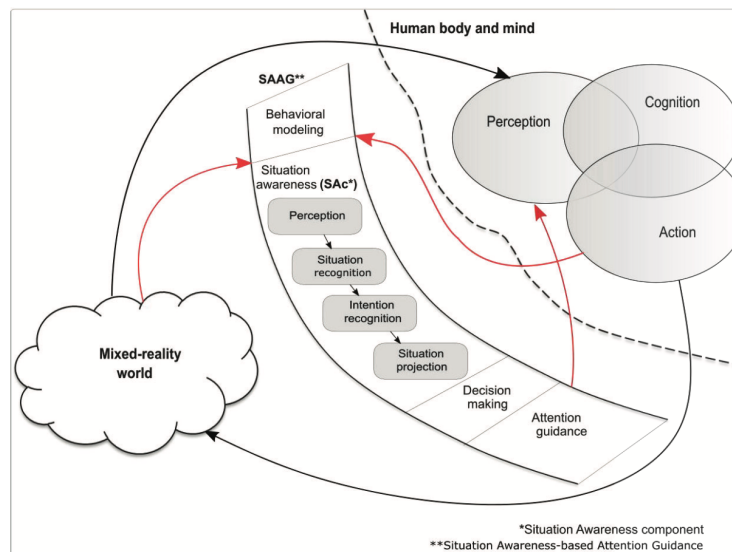 Human body and mind
SAAG**
Behavioral
modeling
Perception
Cognition
Action
Situation
awareness (SAc*)
Perception
Situation
recognition
Intention
recognition
Situation
projection
Mixed-reality
world
Decision
making
Attention
guidance
*Situation Awareness component
**Situation Awareness-based Attention Guidance